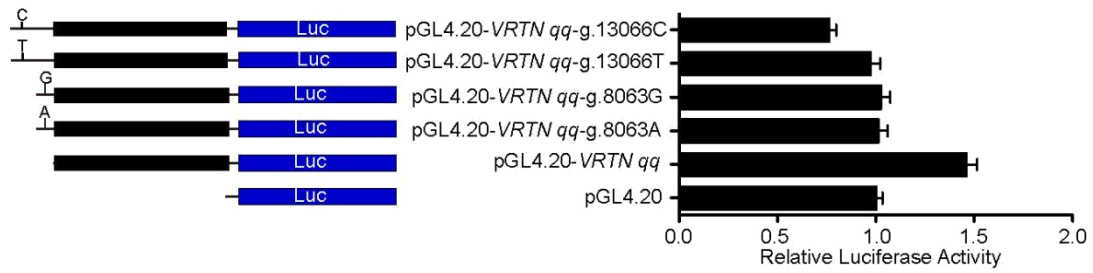 C
Luc pGL4.20-VRTN qq-g.13066C
T
Luc pGL4.20-VRTN qq-g.13066T
G
Luc pGL4.20-VRTN qq-g.8063G
A
Luc pGL4.20-VRTN qq-g.8063A
Luc pGL4.20-VRTN qq
Luc pGL4.20
0.0 0.5 1.0 1.5 2.0
Relative Luciferase Activity